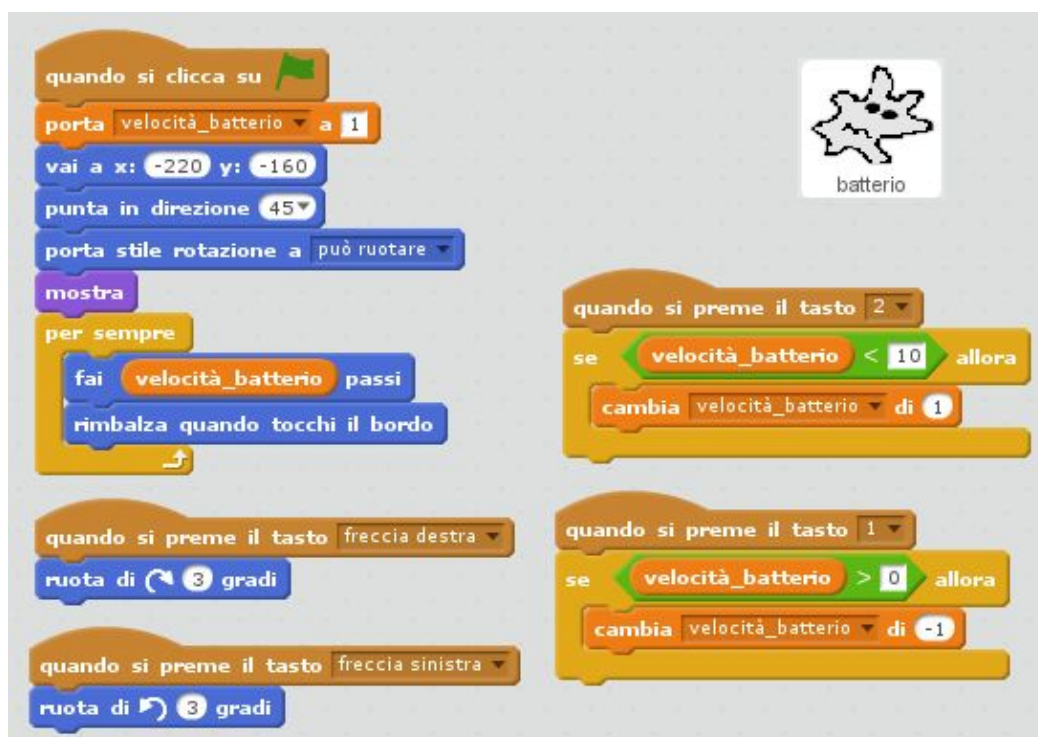 quando si clicca su
porta velocità_batterio a 1
vai a x: -220 y: -160
punta in direzione 45
porta stile rotazione a può ruotare
mostra
per sempre
fai velocità_batterio passi
rimbalza quando tocchi il bordo
quando si preme il tasto freccia destra
ruota di 3 gradi
quando si preme il tasto freccia sinistra
ruota di 3 gradi
batterio
quando si preme il tasto 2
se velocità_batterio < 10 allora
cambia velocità_batterio di 1
quando si preme il tasto 1
se velocità_batterio > 0 allora
cambia velocità_batterio di -1